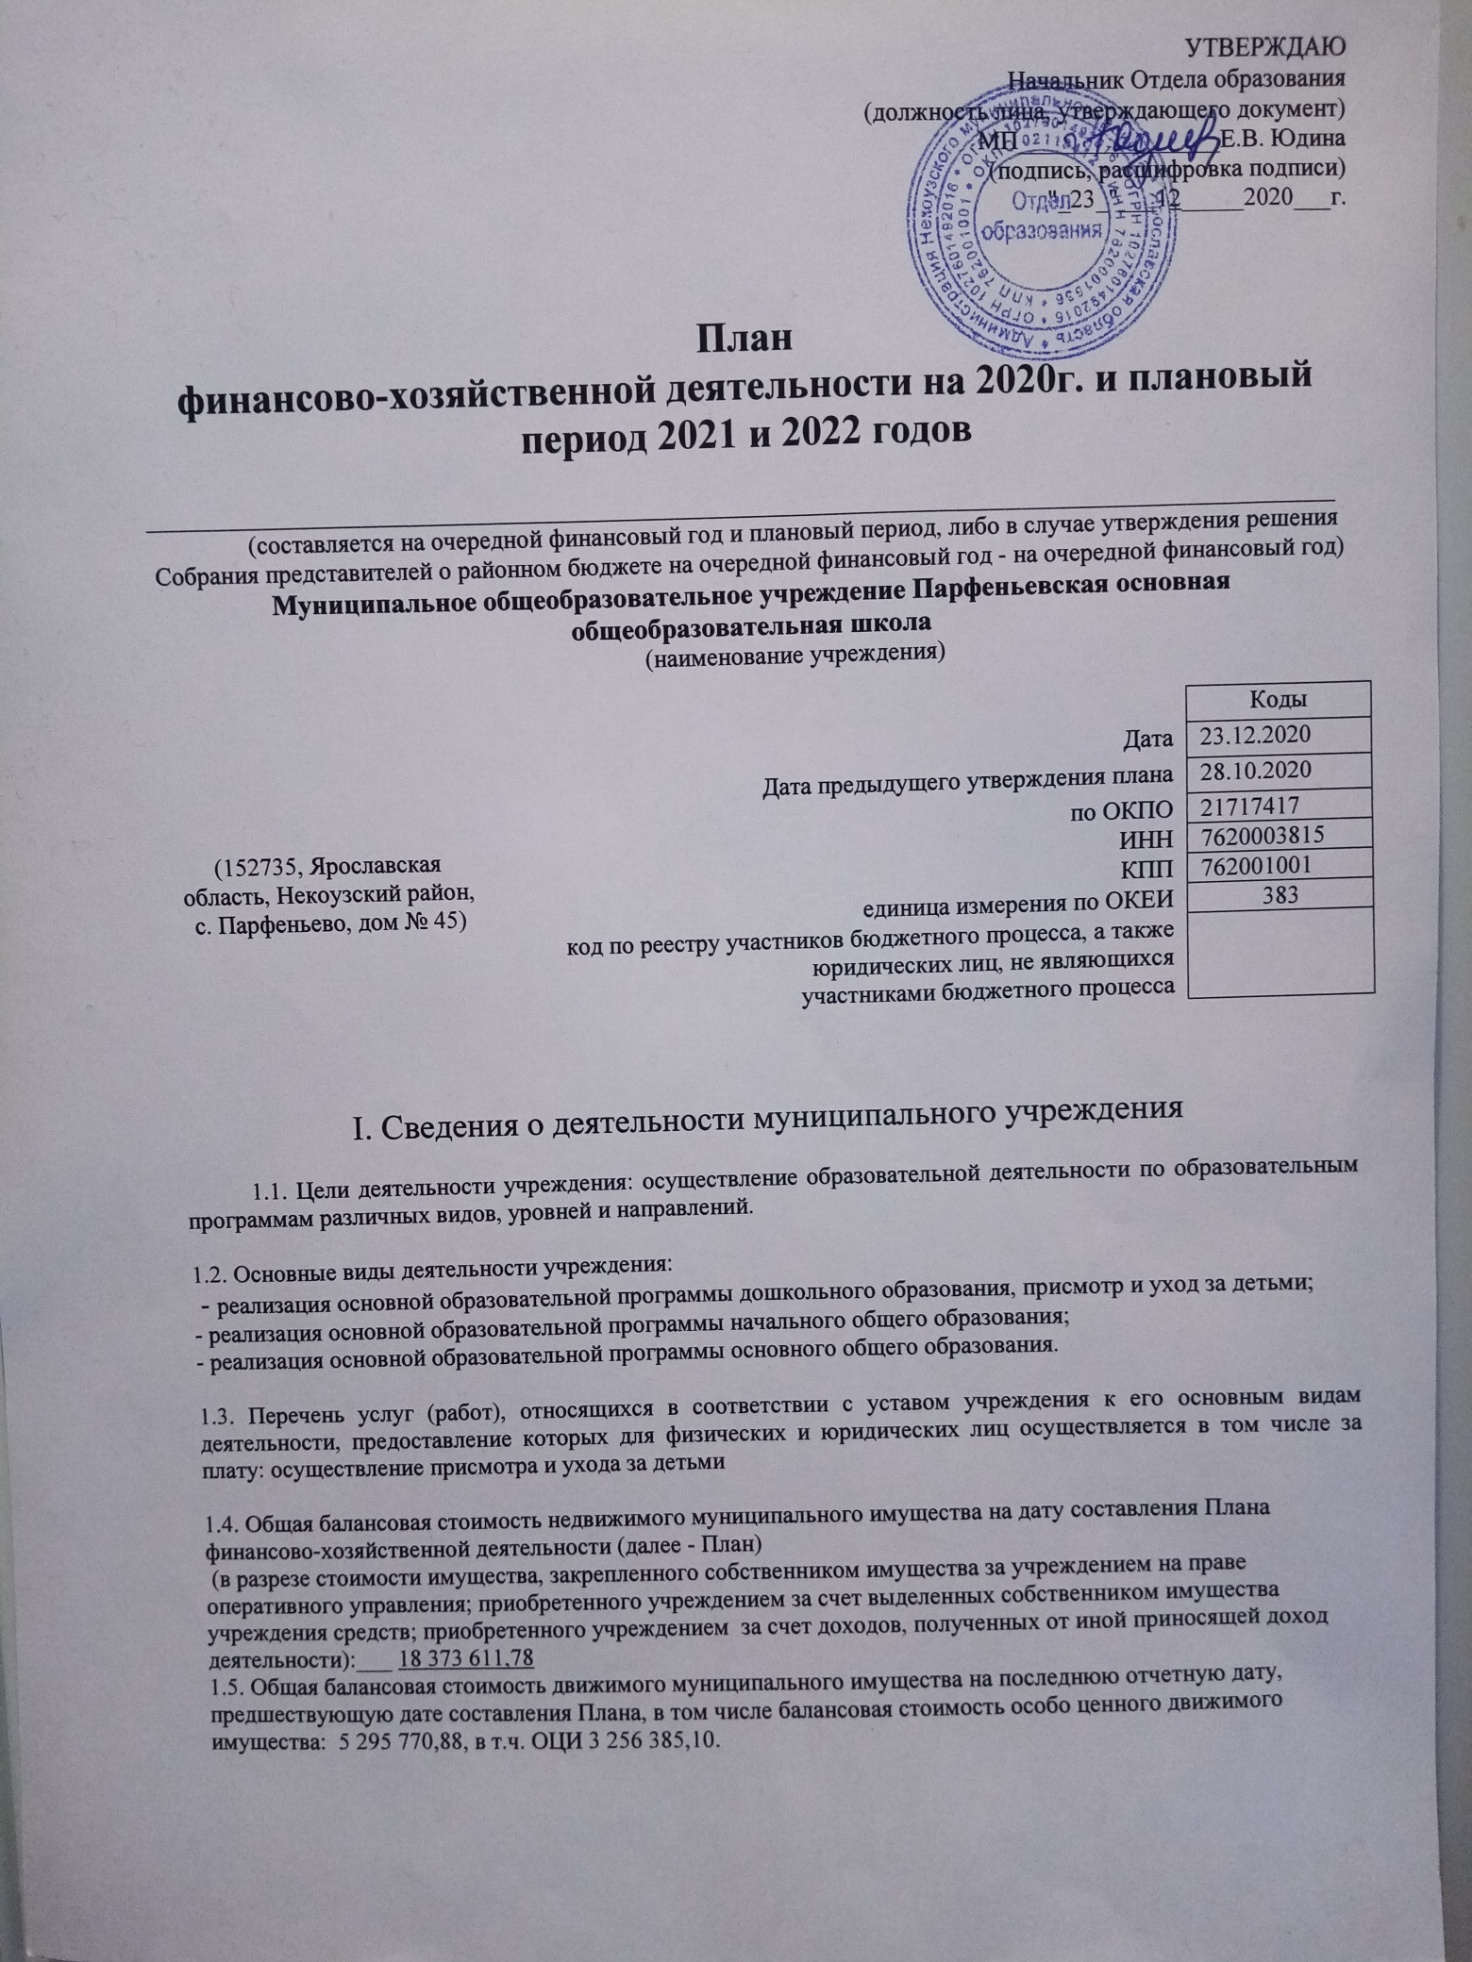 УТВЕРЖДАЮ
Начальник Отдела образования
(должность лица, утверждающего документ)
МП Е.В. Юдина
(подпись, расшифровка подписи)
"_23_ 12_____2020___г.
Отдел
образования
План
финансово-хозяйственной деятельности на 2020г. и плановый
период 2021 и 2022 годов
(составляется на очередной финансовый год и плановый период, либо в случае утверждения решения
Собрания представителей о районном бюджете на очередной финансовый год - на очередной финансовый год)
Муниципальное общеобразовательное учреждение Парфеньевская основная
общеобразовательная школа
(наименование учреждения)
Коды
Дата 23.12.2020
Дата предыдущего утверждения плана 28.10.2020
по ОКПО 21717417
ИНН 7620003815
КПП 762001001
единица измерения по ОКЕИ 383
код по реестру участников бюджетного процесса, а также
юридических лиц, не являющихся
участниками бюджетного процесса
(152735, Ярославская
область, Некоузский район,
с. Парфеньево, дом № 45)
I. Сведения о деятельности муниципального учреждения
1.1. Цели деятельности учреждения: осуществление образовательной деятельности по образовательным
программам различных видов, уровней и направлений.
1.2. Основные виды деятельности учреждения:
- реализация основной образовательной программы дошкольного образования, присмотр и уход за детьми;
- реализация основной образовательной программы начального общего образования;
- реализация основной образовательной программы основного общего образования.
1.3. Перечень услуг (работ), относящихся в соответствии с уставом учреждения к его основным видам
деятельности, предоставление которых для физических и юридических лиц осуществляется в том числе за
плату: осуществление присмотра и ухода за детьми
1.4. Общая балансовая стоимость недвижимого муниципального имущества на дату составления Плана
финансово-хозяйственной деятельности (далее - План)
(в разрезе стоимости имущества, закрепленного собственником имущества за учреждением на праве
оперативного управления; приобретенного учреждением за счет выделенных собственником имущества
учреждения средств; приобретенного учреждением за счет доходов, полученных от иной приносящей доход
деятельности):___ 18 373 611,78
1.5. Общая балансовая стоимость движимого муниципального имущества на последнюю отчетную дату,
предшествующую дате составления Плана, в том числе балансовая стоимость особо ценного движимого
имущества: 5 295 770,88, в т.ч. ОЦИ 3 256 385,10.